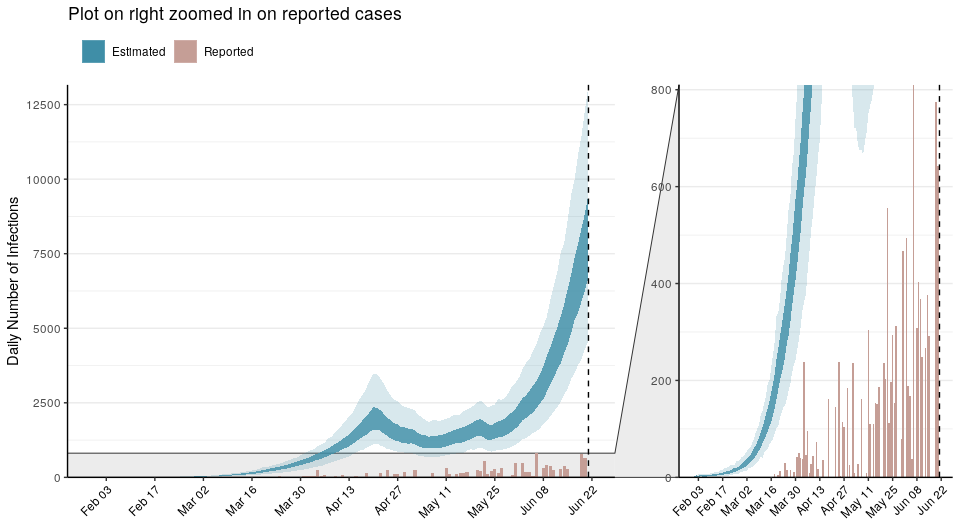 Plot on right zoomed in on reported cases
Estimated Reported
Daily Number of Infections
12500
10000
7500
5000
2500
0
Feb 03 Feb 17 Mar 02 Mar 16 Mar 30 Apr 13 Apr 27 May 11 May 25 Jun 08 Jun 22
800
600
400
200
0
Feb 03 Feb 17 Mar 02 Mar 16 Mar 30 Apr 13 Apr 27 May 11 May 25 Jun 08 Jun 22